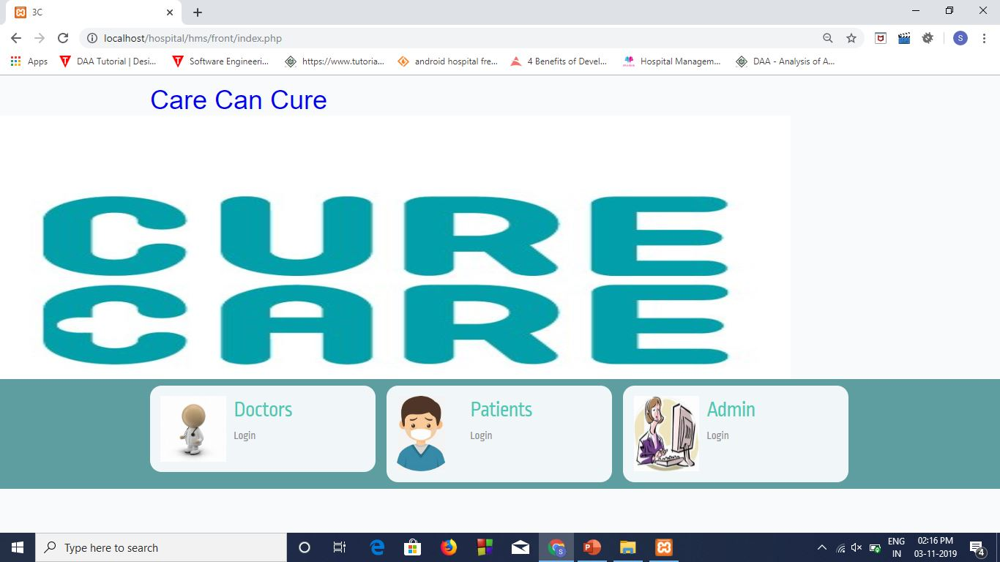 3C
localhost/hospital/hms/front/index.php
S
Apps
DAA Tutorial | Desi...
Software Engineeri...
https://www.tutoria...
android hospital fre...
4 Benefits of Devel...
Hospital Managem...
DAA - Analysis of A...
Care Can Cure
CURE
CARE
Doctors
Login
Patients
Login
Admin
Login
Type here to search
ENG
IN
02:16 PM
03-11-2019
4